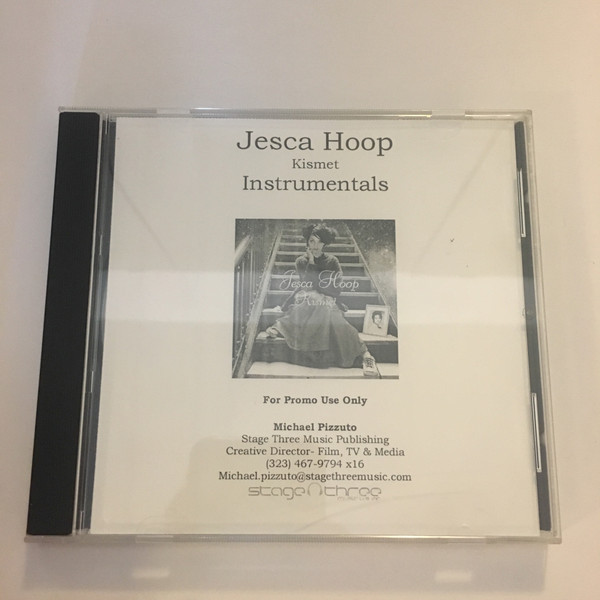 Jesca Hoop
Kismet
Instrumentals
Jesca Hoop
Kismet
For Promo Use Only
Michael Pizzuto
Stage Three Music Publishing
Creative Director- Film, TV & Media
(323) 467-9794 x16
Michael.pizzuto@stagethreemusic.com
stage three